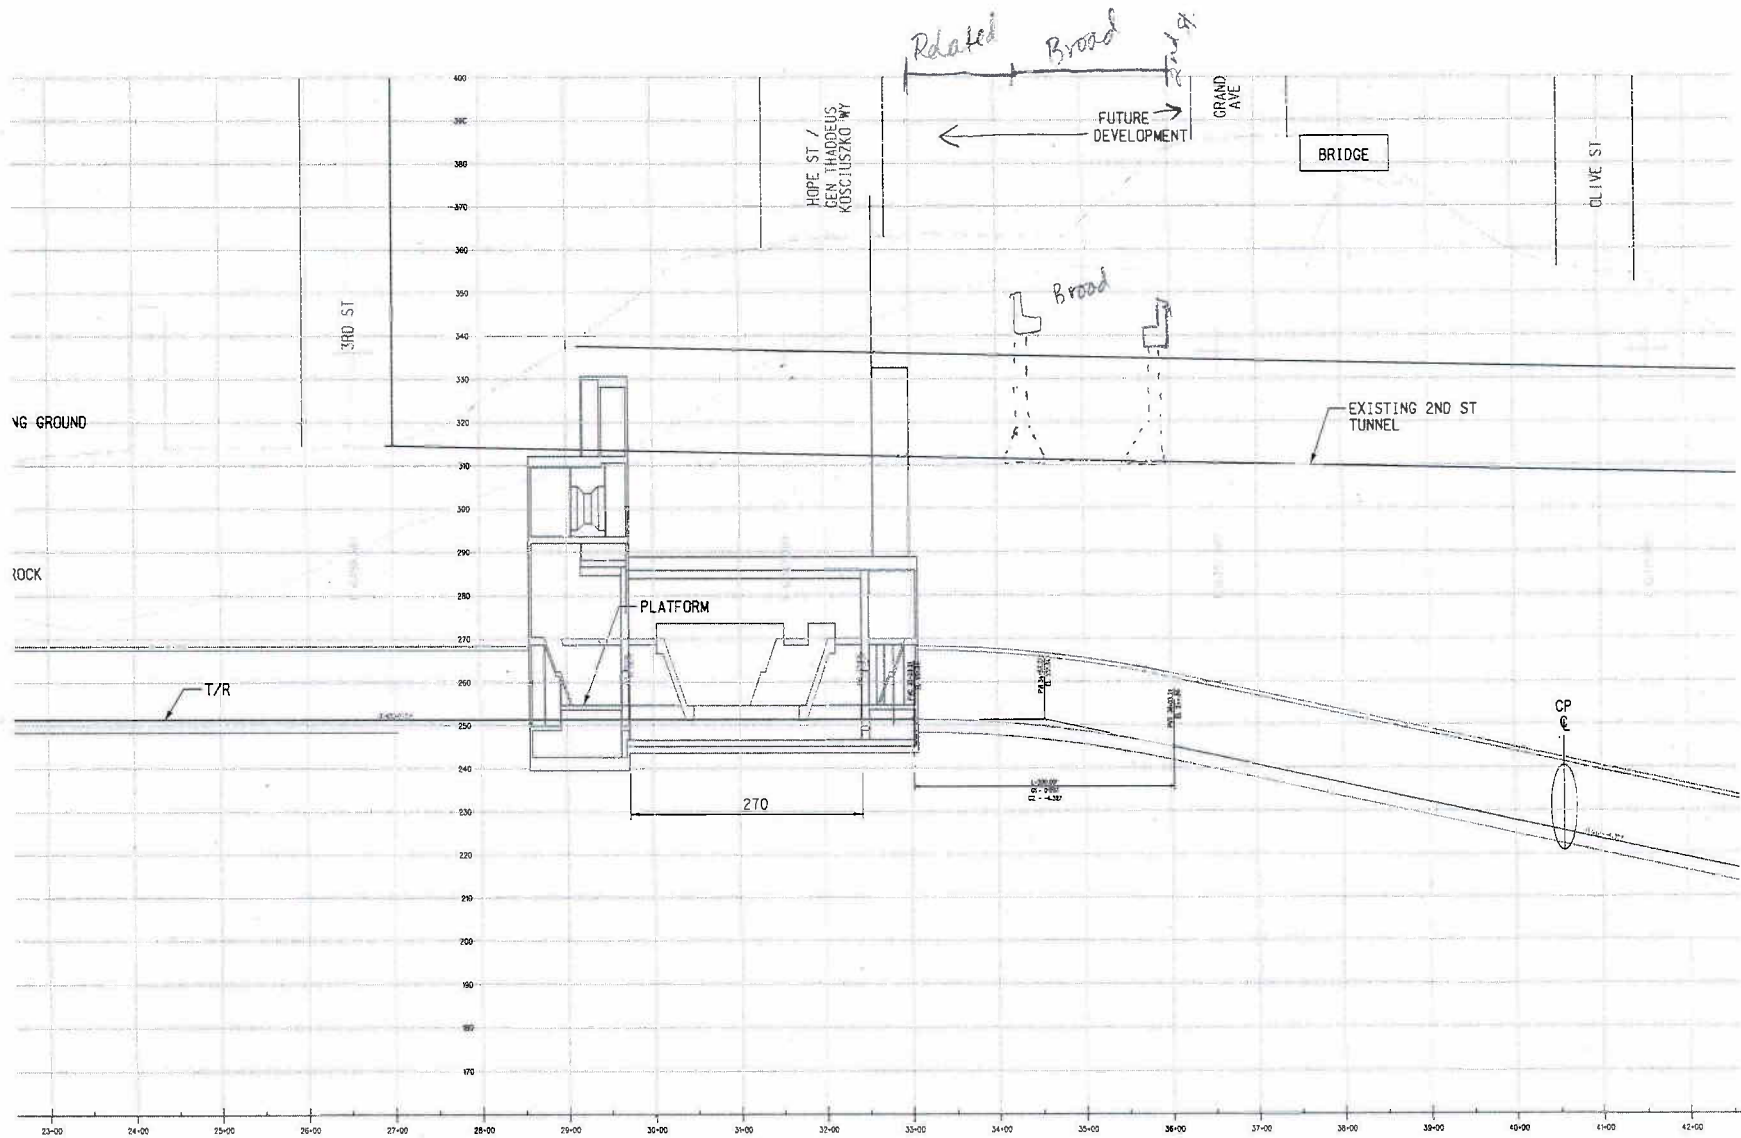 Related
Broad
2nd St.
400
390
380
370
360
350
340
330
320
310
300
290
280
270
260
250
240
230
220
210
200
190
180
170
3RD ST
HOPE ST /
GEN THADDEUS
KOSCIUSZKO WY
FUTURE
DEVELOPMENT
GRAND
AVE
BRIDGE
OLIVE ST
Broad
EXISTING 2ND ST
TUNNEL
NG GROUND
ROCK
PLATFORM
T/R
CP
270
23+00
24+00
25+00
26+00
27+00
28+00
29+00
30+00
31+00
32+00
33+00
34+00
35+00
36+00
37+00
38+00
39+00
40+00
41+00
42+00